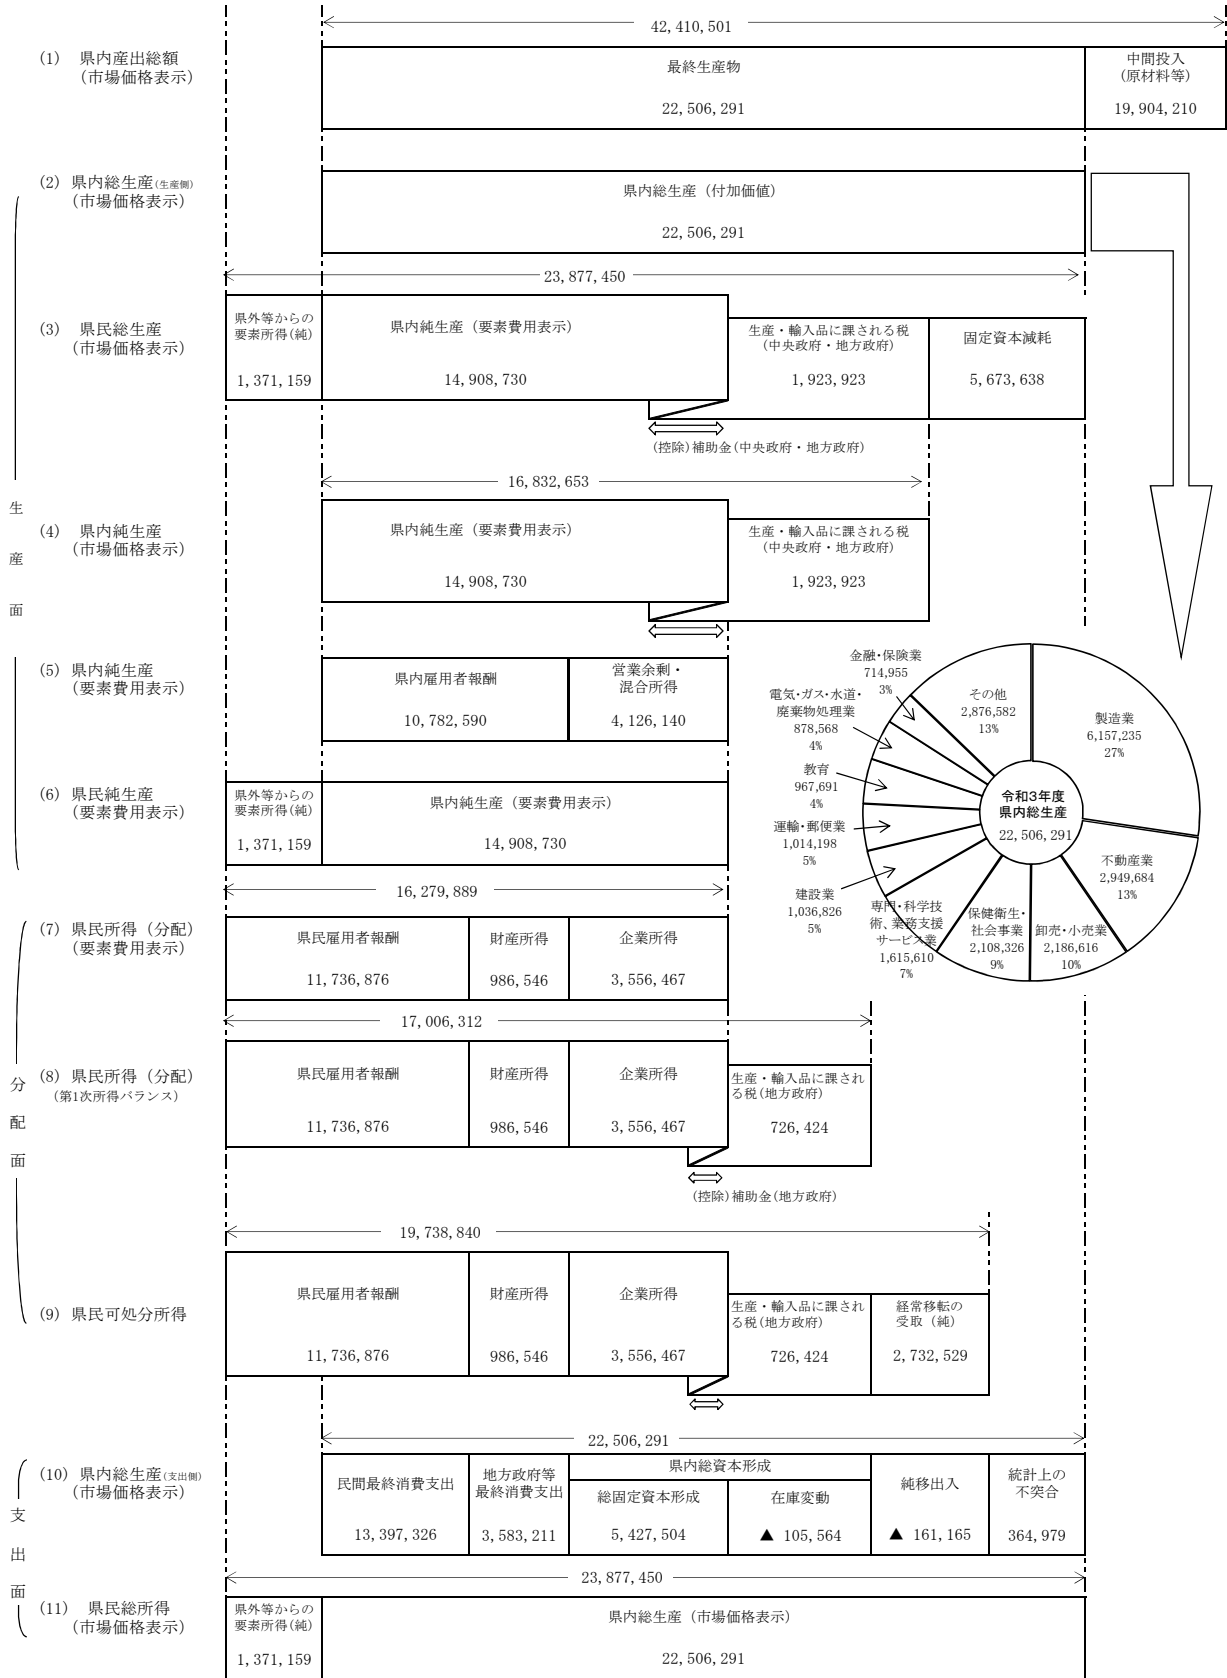 42,410,501
(1) 県内産出総額
(市場価格表示)
最終生産物
22,506,291
中間投入
(原材料等)
19,904,210
(2) 県内総生産(生産側)
(市場価格表示)
県内総生産（付加価値）
22,506,291
23,877,450
(3) 県民総生産
(市場価格表示)
県外等からの
要素所得(純)
1,371,159
県内純生産（要素費用表示）
14,908,730
生産・輸入品に課される税
(中央政府・地方政府)
1,923,923
固定資本減耗
5,673,638
(控除)補助金(中央政府・地方政府)
16,832,653
(4) 県内純生産
(市場価格表示)
県内純生産（要素費用表示）
14,908,730
生産・輸入品に課される税
(中央政府・地方政府)
1,923,923
生産面
(5) 県内純生産
(要素費用表示)
県内雇用者報酬
10,782,590
営業余剰・
混合所得
4,126,140
(6) 県民純生産
(要素費用表示)
県外等からの
要素所得(純)
1,371,159
県内純生産（要素費用表示）
14,908,730
令和3年度
県内総生産
22,506,291
製造業
6,157,235
27%
不動産業
2,949,684
13%
卸売・小売業
2,186,616
10%
保健衛生・
社会事業
2,108,326
9%
専門・科学技
術、業務支援
サービス業
1,615,610
7%
建設業
1,036,826
5%
運輸・郵便業
1,014,198
5%
教育
967,691
4%
電気・ガス・水道・
廃棄物処理業
878,568
4%
金融・保険業
714,955
3%
その他
2,876,582
13%
16,279,889
(7) 県民所得（分配）
(要素費用表示)
県民雇用者報酬
11,736,876
財産所得
986,546
企業所得
3,556,467
17,006,312
(8) 県民所得（分配）
(第1次所得バランス)
県民雇用者報酬
11,736,876
財産所得
986,546
企業所得
3,556,467
生産・輸入品に課され
る税(地方政府)
726,424
(控除)補助金(地方政府)
分配面
19,738,840
(9) 県民可処分所得
県民雇用者報酬
11,736,876
財産所得
986,546
企業所得
3,556,467
生産・輸入品に課され
る税(地方政府)
726,424
経常移転の
受取（純）
2,732,529
22,506,291
(10) 県内総生産(支出側)
(市場価格表示)
民間最終消費支出
13,397,326
地方政府等
最終消費支出
3,583,211
県内総資本形成
総固定資本形成
5,427,504
在庫変動
▲ 105,564
純移出入
▲ 161,165
統計上の
不突合
364,979
支出面
23,877,450
(11) 県民総所得
(市場価格表示)
県外等からの
要素所得(純)
1,371,159
県内総生産（市場価格表示）
22,506,291